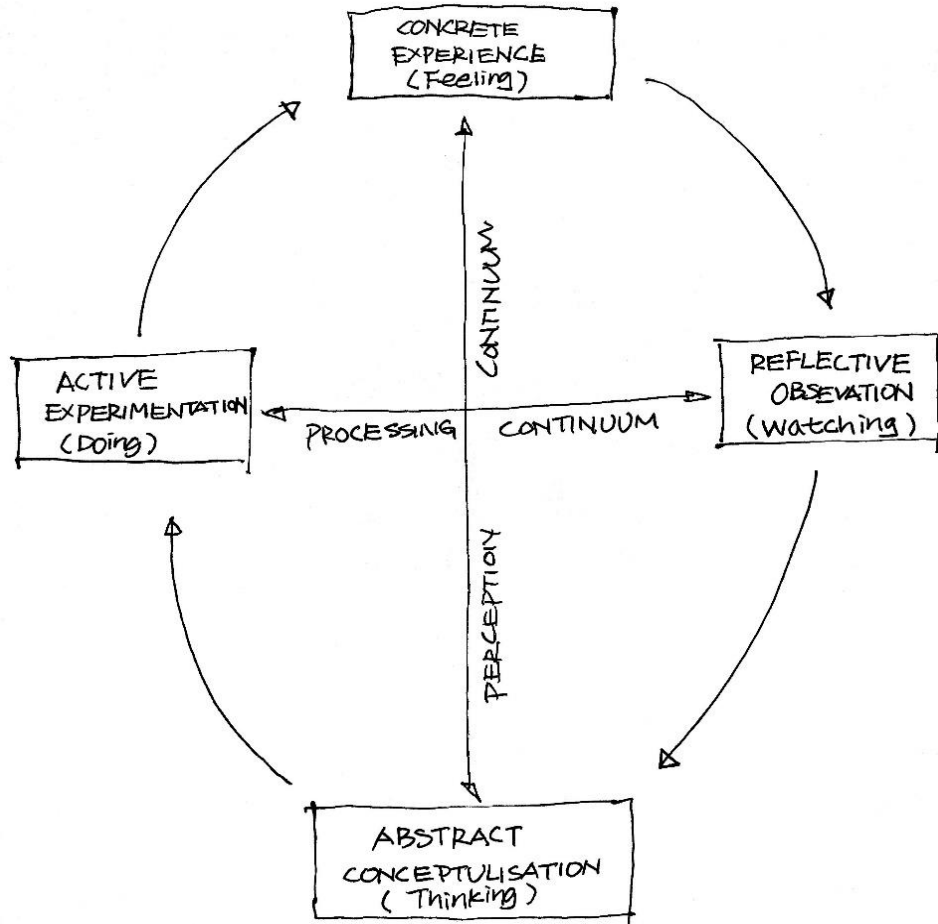 CONCRETE
EXPERIENCE
(Feeling)
CONTINUUM
ACTIVE
EXPERIMENTATION
(Doing)
REFLECTIVE
OBSEVATION
(Watching)
PROCESSING CONTINUUM
PERCEPTION
ABSTRACT
CONCEPTULISATION
(Thinking)